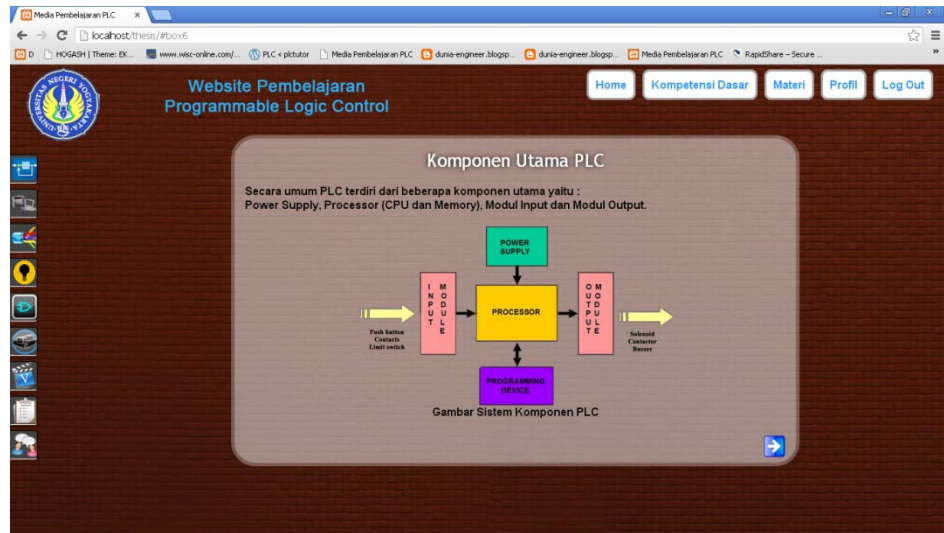 Media Pembelajaran PLC
localhost/thesis/#box6
D
HOGASH | Theme: EK...
www.wisc-online.com/...
PLC « plctutor
Media Pembelajaran PLC
dunia-engineer.blogsp...
dunia-engineer.blogsp...
Media Pembelajaran PLC
RapidShare – Secure ...
»
Website Pembelajaran
Programmable Logic Control
Home
Kompetensi Dasar
Materi
Profil
Log Out
Komponen Utama PLC
Secara umum PLC terdiri dari beberapa komponen utama yaitu :
Power Supply, Processor (CPU dan Memory), Modul Input dan Modul Output.
POWER
SUPPLY
INPUT
MODULE
PROCESSOR
OUTPUT
MODULE
Push button
Contacts
Limit switch
Solenoid
Contactor
Buzzer
PROGRAMMING
DEVICE
Gambar Sistem Komponen PLC